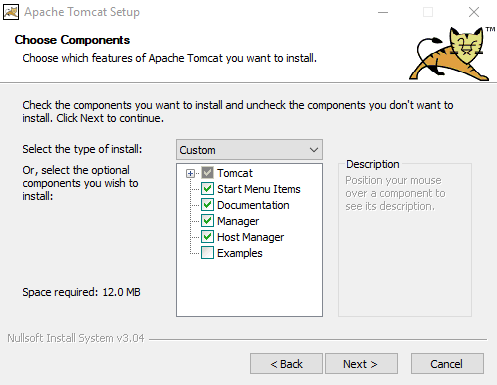 Apache Tomcat Setup
Choose Components
Choose which features of Apache Tomcat you want to install.
TM
Check the components you want to install and uncheck the components you don't want to
install. Click Next to continue.
Select the type of install:
Custom
Or, select the optional
components you wish to
install:
Tomcat
Start Menu Items
Documentation
Manager
Host Manager
Examples
Description
Position your mouse
over a component to
see its description.
Space required: 12.0 MB
Nullsoft Install System v3.04
< Back
Next >
Cancel